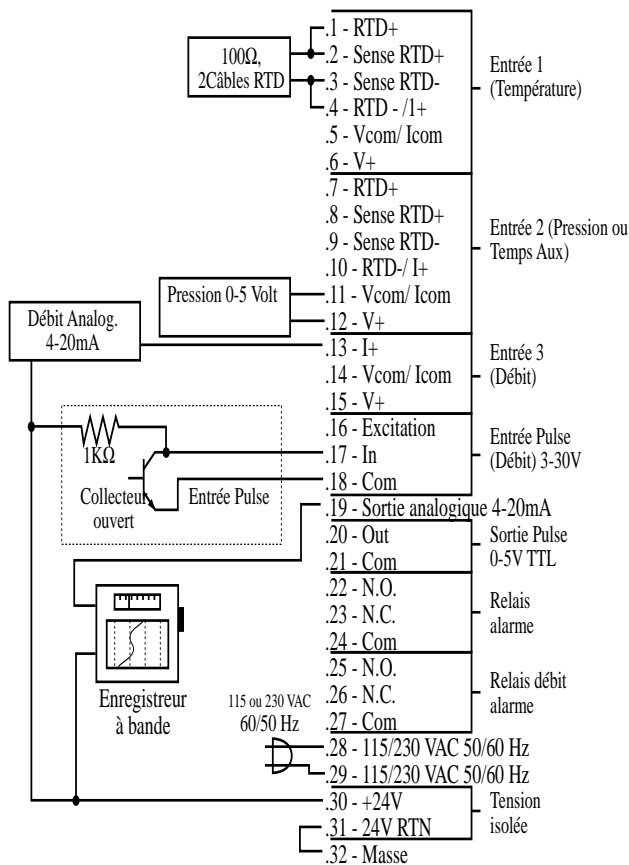 100Ω,
2Câbles RTD
.1 - RTD+
.2 - Sense RTD+
.3 - Sense RTD-
.4 - RTD - /1+
.5 - Vcom/ Icom
.6 - V+
Entrée 1
(Température)
.7 - RTD+
.8 - Sense RTD+
.9 - Sense RTD-
.10 - RTD-/ I+
.11 - Vcom/ Icom
.12 - V+
Entrée 2 (Pression ou
Temps Aux)
Pression 0-5 Volt
Débit Analog.
4-20mA
.13 - I+
.14 - Vcom/ Icom
.15 - V+
Entrée 3
(Débit)
.16 - Excitation
.17 - In
.18 - Com
Entrée Pulse
(Débit) 3-30V
1KΩ
Collecteur
ouvert
Entrée Pulse
.19 - Sortie analogique 4-20mA
.20 - Out
.21 - Com
Sortie Pulse
0-5V TTL
.22 - N.O.
.23 - N.C.
.24 - Com
Relais
alarme
.25 - N.O.
.26 - N.C.
.27 - Com
Relais débit
alarme
Enregistreur
à bande
115 ou 230 VAC
60/50 Hz
.28 - 115/230 VAC 50/60 Hz
.29 - 115/230 VAC 50/60 Hz
.30 - +24V
.31 - 24V RTN
.32 - Masse
Tension
isolée